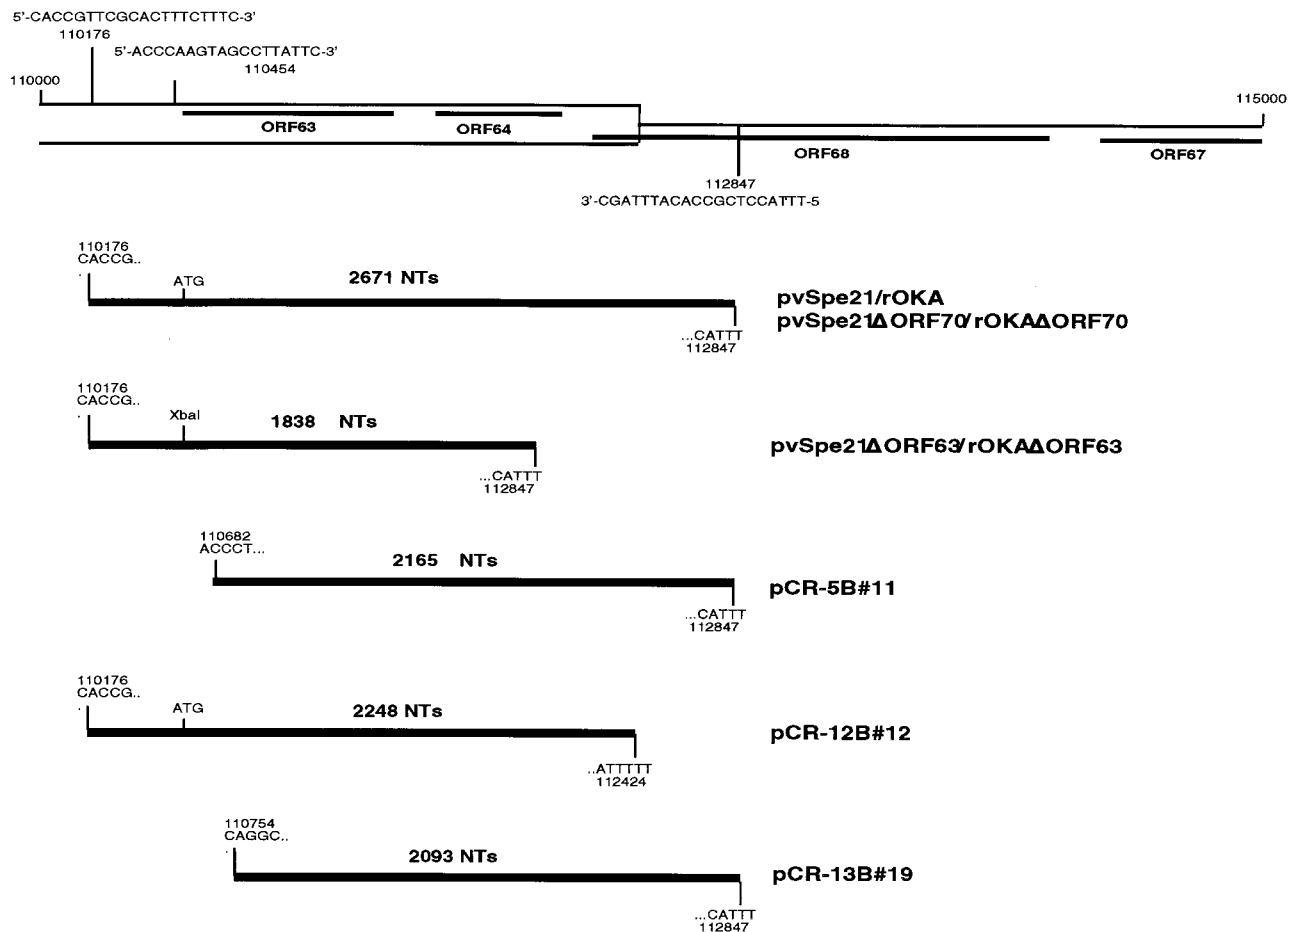 5'-CACCGTTCGCACTTTCTTTC-3'
110176
5'-ACCCAAGTAGCCTTATTC-3'
110454
110000
115000
ORF63
ORF64
ORF68
ORF67
112847
3'-CGATTTACACCGCTCCATTT-5
110176
CACCG..
ATG
2671 NTs
pvSpe21/rOKA
pvSpe21ΔORF70/rOKAΔORF70
...CATTT
112847
110176
CACCG..
XbaI
1838 NTs
pvSpe21ΔORF63/rOKAΔORF63
...CATTT
112847
110682
ACCCT...
2165 NTs
pCR-5B#11
...CATTT
112847
110176
CACCG..
ATG
2248 NTs
pCR-12B#12
..ATTTTT
112424
110754
CAGGC..
2093 NTs
pCR-13B#19
...CATTT
112847